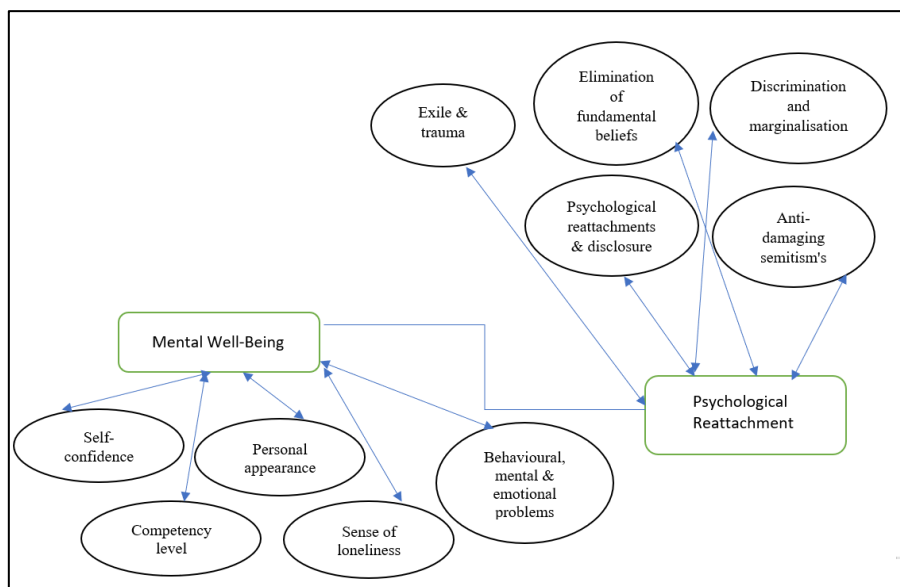 Exile &
trauma
Elimination
of
fundamental
beliefs
Discrimination
and
marginalisation
Psychological
reattachments
& disclosure
Anti-
damaging
semitism's
Mental Well-Being
Psychological
Reattachment
Self-
confidence
Personal
appearance
Behavioural,
mental &
emotional
problems
Competency
level
Sense of
loneliness